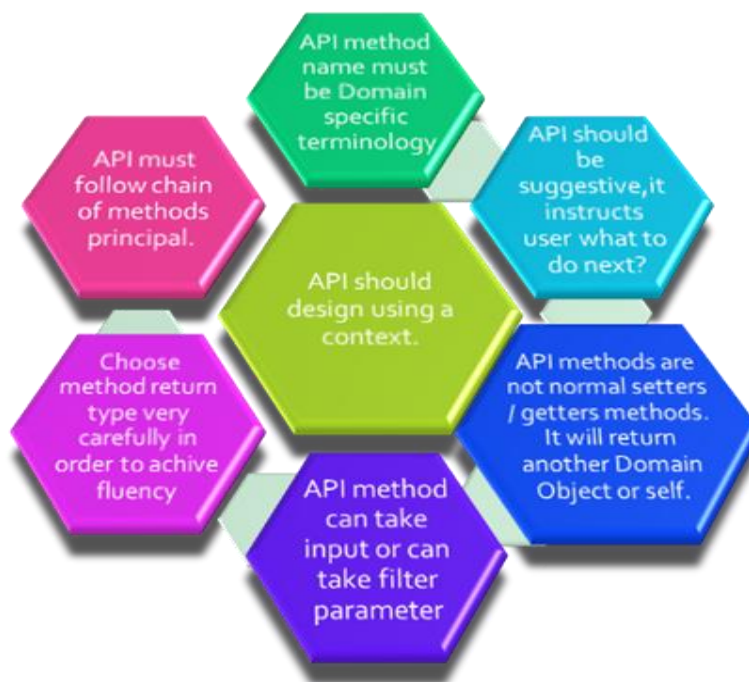 API method
name must
be Domain
specific
terminology
API should
be
suggestive,it
instructs
user what to
do next?
API methods are
not normal setters
/ getters methods.
It will return
another Domain
Object or self.
API method
can take
input or can
take filter
parameter
Choose
method return
type very
carefully in
order to achive
fluency
API must
follow chain
of methods
principal.
API should
design using a
context.